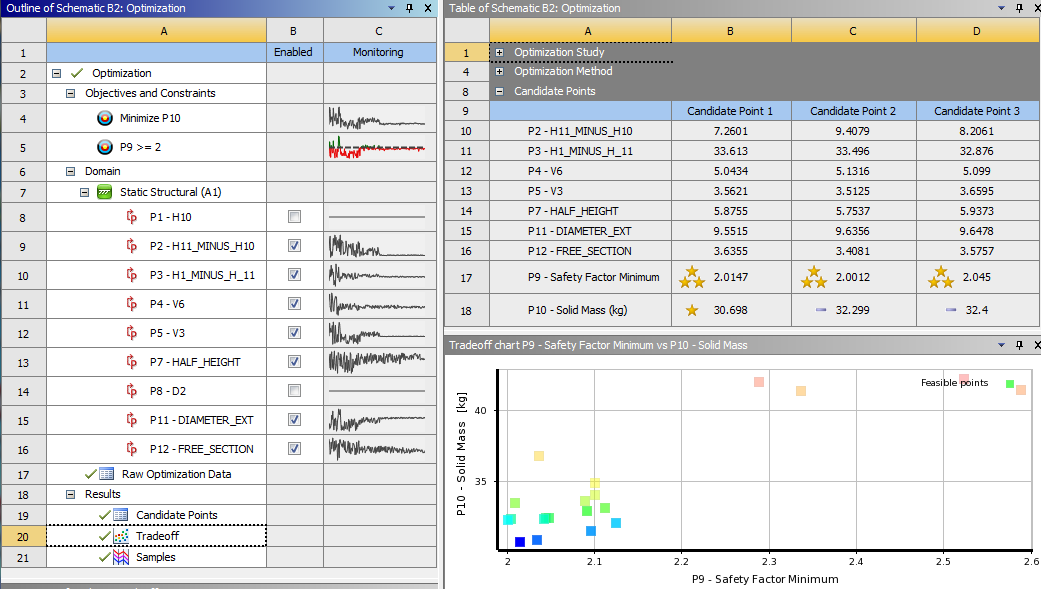 Outline of Schematic B2: Optimization
A B C
1 Enabled Monitoring
2 Optimization
3 Objectives and Constraints
4 Minimize P10
5 P9 >= 2
6 Domain
7 Static Structural (A1)
8 P1 - H10
9 P2 - H11_MINUS_H10
10 P3 - H1_MINUS_H_11
11 P4 - V6
12 P5 - V3
13 P7 - HALF_HEIGHT
14 P8 - D2
15 P11 - DIAMETER_EXT
16 P12 - FREE_SECTION
17 Raw Optimization Data
18 Results
19 Candidate Points
20 Tradeoff
21 Samples
Table of Schematic B2: Optimization
A B C D
1 Optimization Study
4 Optimization Method
8 Candidate Points
9 Candidate Point 1 Candidate Point 2 Candidate Point 3
10 P2 - H11_MINUS_H10 7.2601 9.4079 8.2061
11 P3 - H1_MINUS_H_11 33.613 33.496 32.876
12 P4 - V6 5.0434 5.1316 5.099
13 P5 - V3 3.5621 3.5125 3.6595
14 P7 - HALF_HEIGHT 5.8755 5.7537 5.9373
15 P11 - DIAMETER_EXT 9.5515 9.6356 9.6478
16 P12 - FREE_SECTION 3.6355 3.4081 3.5757
17 P9 - Safety Factor Minimum 2.0147 2.0012 2.045
18 P10 - Solid Mass (kg) 30.698 32.299 32.4
Tradeoff chart P9 - Safety Factor Minimum vs P10 - Solid Mass
Feasible points
P10 - Solid Mass [kg]
40
35
2 2.1 2.2 2.3 2.4 2.5 2.6
P9 - Safety Factor Minimum